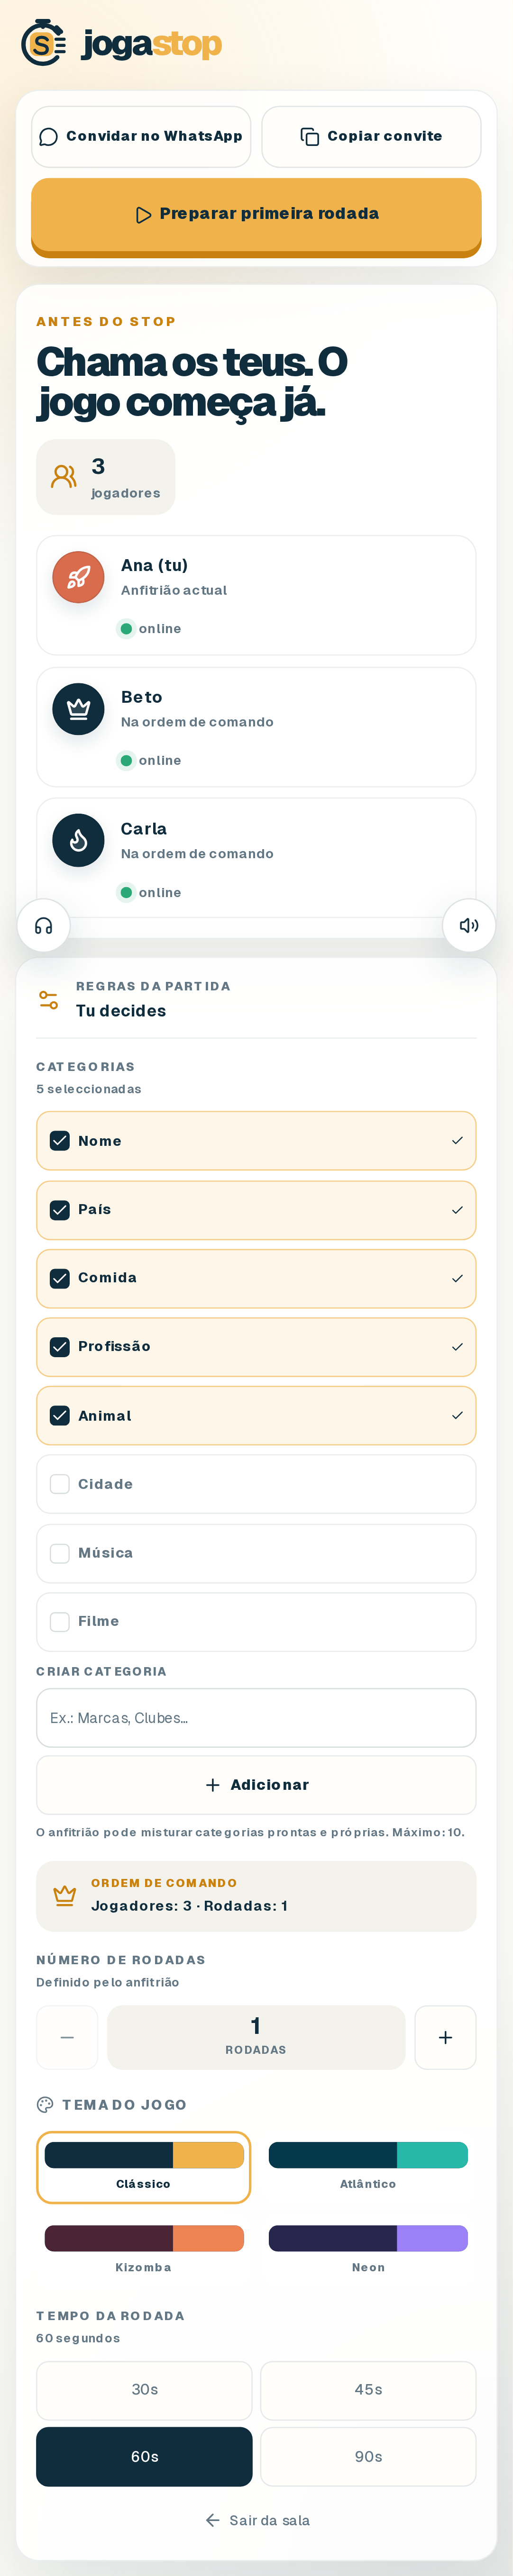 S jogastop
Convidar no WhatsApp
Copiar convite
Preparar primeira rodada
ANTES DO STOP
Chama os teus. O
jogo começa já.
3
jogadores
Ana (tu)
Anfitrião actual
online
Beto
Na ordem de comando
online
Carla
Na ordem de comando
online
REGRAS DA PARTIDA
Tu decides
CATEGORIAS
5 seleccionadas
Nome
País
Comida
Profissão
Animal
Cidade
Música
Filme
CRIAR CATEGORIA
Ex.: Marcas, Clubes...
Adicionar
O anfitrião pode misturar categorias prontas e próprias. Máximo: 10.
ORDEM DE COMANDO
Jogadores: 3 · Rodadas: 1
NÚMERO DE RODADAS
Definido pelo anfitrião
1
RODADAS
TEMA DO JOGO
Clássico
Atlântico
Kizomba
Neon
TEMPO DA RODADA
60 segundos
30s
45s
60s
90s
Sair da sala